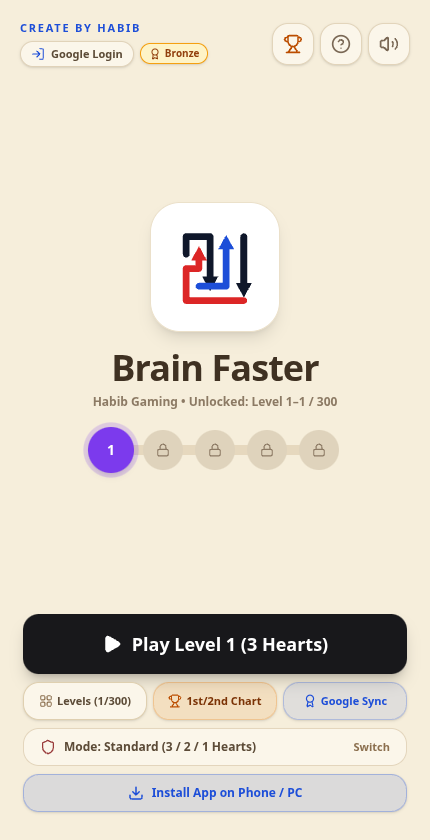 CREATE BY HABIB
Google Login
Bronze
Brain Faster
Habib Gaming • Unlocked: Level 1–1 / 300
1
Play Level 1 (3 Hearts)
Levels (1/300)
1st/2nd Chart
Google Sync
Mode: Standard (3 / 2 / 1 Hearts)
Switch
Install App on Phone / PC